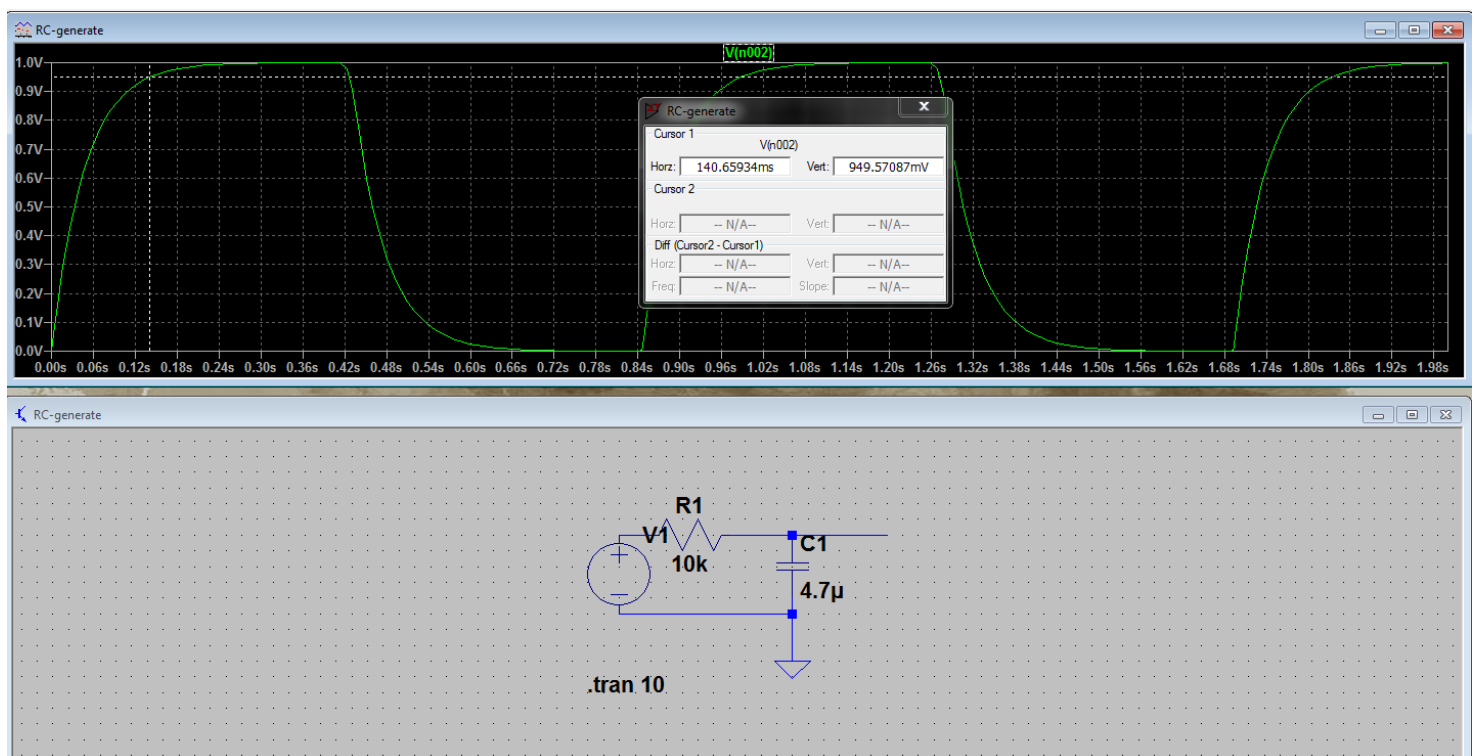 RC-generate
V(n002)
1.0V
0.9V
0.8V
0.7V
0.6V
0.5V
0.4V
0.3V
0.2V
0.1V
0.0V
0.00s 0.06s 0.12s 0.18s 0.24s 0.30s 0.36s 0.42s 0.48s 0.54s 0.60s 0.66s 0.72s 0.78s 0.84s 0.90s 0.96s 1.02s 1.08s 1.14s 1.20s 1.26s 1.32s 1.38s 1.44s 1.50s 1.56s 1.62s 1.68s 1.74s 1.80s 1.86s 1.92s 1.98s
RC-generate
Cursor 1
V(n002)
Horz: 140.65934ms Vert: 949.57087mV
Cursor 2
Horz: -- N/A-- Vert: -- N/A--
Diff (Cursor2 - Cursor1)
Horz: -- N/A-- Vert: -- N/A--
Freq: -- N/A-- Slope: -- N/A--
RC-generate
R1
V1
10k
C1
4.7µ
.tran 10